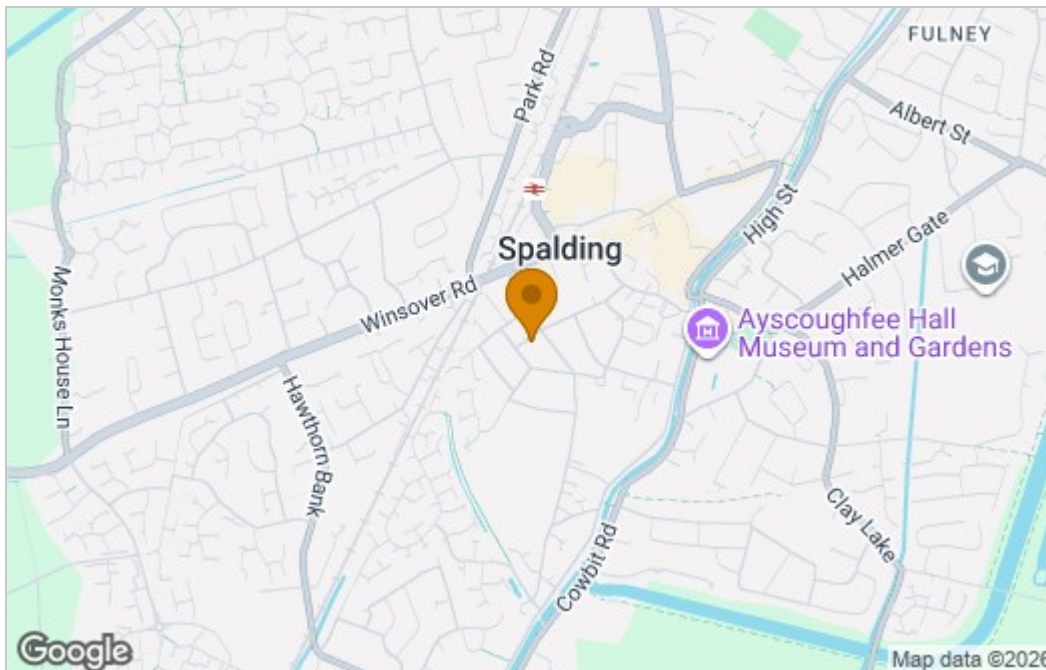 FULNEY
Park Rd
Albert St
High St
Spalding
Halmer Gate
Monks House Ln
Winsover Rd
Ayscoughfee Hall
Museum and Gardens
Hawthorn Bank
Clay Lake
Cowbit Rd
Google
Map data ©2026